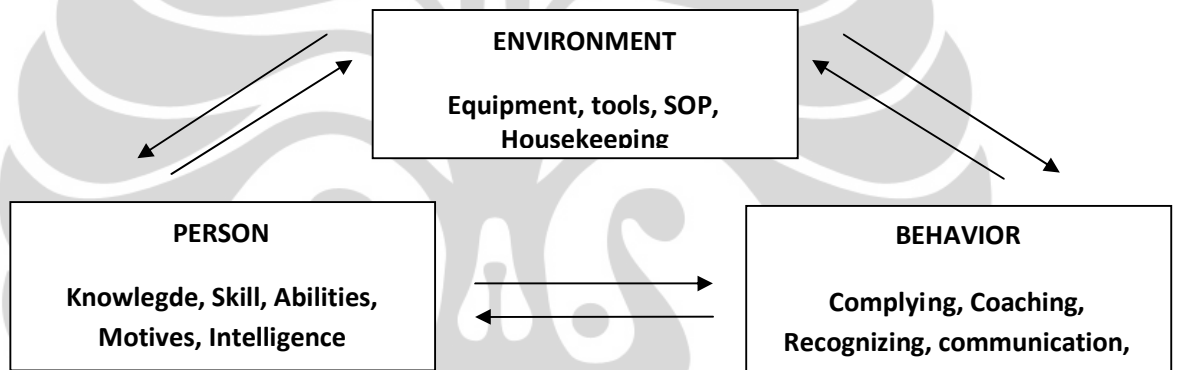 ENVIRONMENT
Equipment, tools, SOP,
Housekeeping
PERSON
Knowlegde, Skill, Abilities,
Motives, Intelligence
BEHAVIOR
Complying, Coaching,
Recognizing, communication,